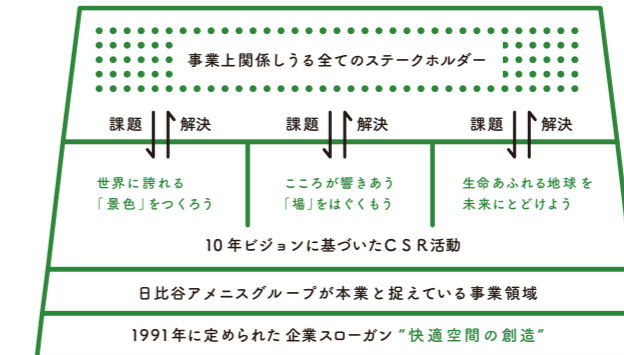 事業上関係しうる全てのステークホルダー
課題 解決 課題 解決 課題 解決
世界に誇れる
「景色」をつくろう
こころが響きあう
「場」をはぐくもう
生命あふれる地球を
未来にとどけよう
10年ビジョンに基づいたCSR活動
日比谷アメニスグループが本業と捉えている事業領域
1991年に定められた企業スローガン“快適空間の創造”